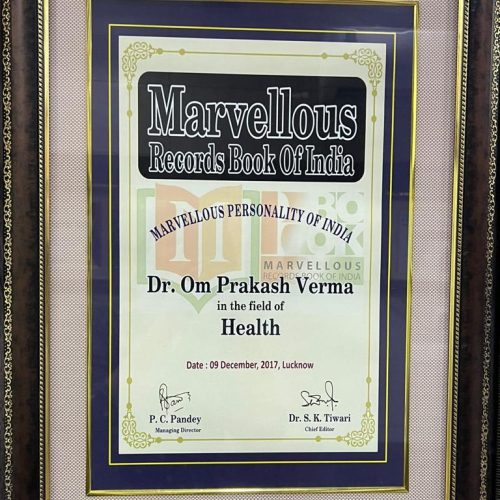 Marvellous
Records Book Of India
MARVELLOUS PERSONALITY OF INDIA
MARVELLOUS
RECORDS BOOK OF INDIA
Dr. Om Prakash Verma
in the field of
Health
Date : 09 December, 2017, Lucknow
P. C. Pandey
Managing Director
Dr. S. K. Tiwari
Chief Editor